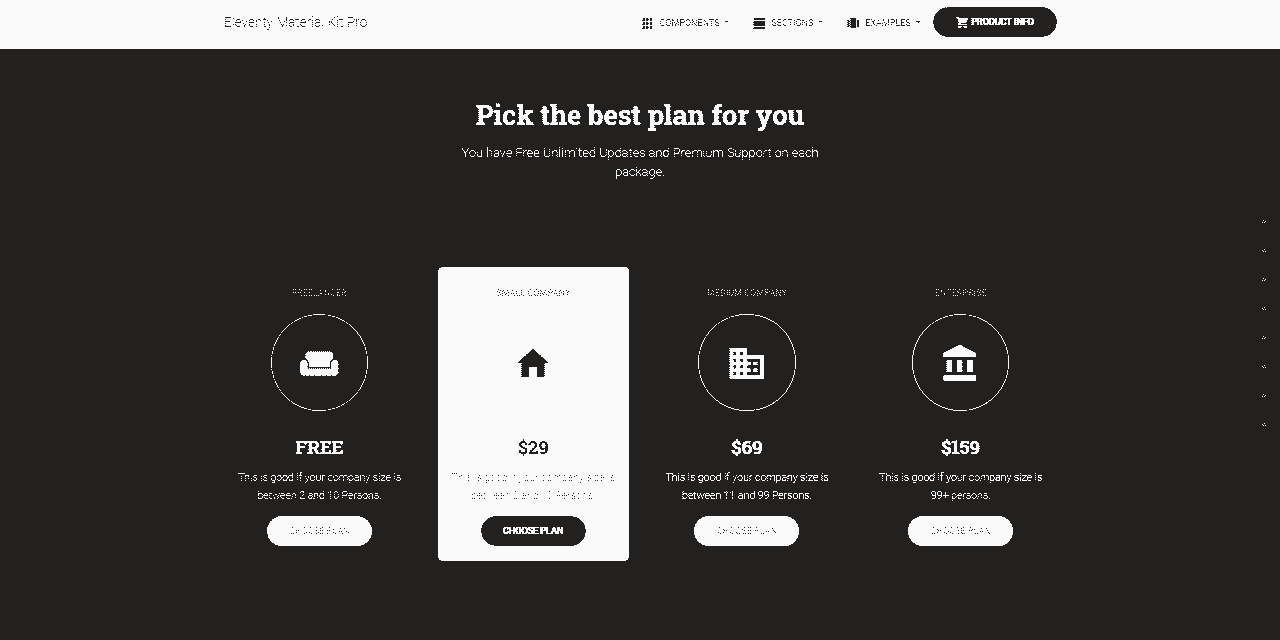 Eleventy Material Kit Pro
COMPONENTS
SECTIONS
EXAMPLES
PRODUCT INFO
Pick the best plan for you
You have Free Unlimited Updates and Premium Support on each
package.
FREELANCER
FREE
This is good if your company size is
between 2 and 10 Persons.
CHOOSE PLAN
SMALL COMPANY
$29
This is good if your company size is
between 2 and 10 Persons.
CHOOSE PLAN
MEDIUM COMPANY
$69
This is good if your company size is
between 11 and 99 Persons.
CHOOSE PLAN
ENTERPRISE
$159
This is good if your company size is
99+ persons.
CHOOSE PLAN